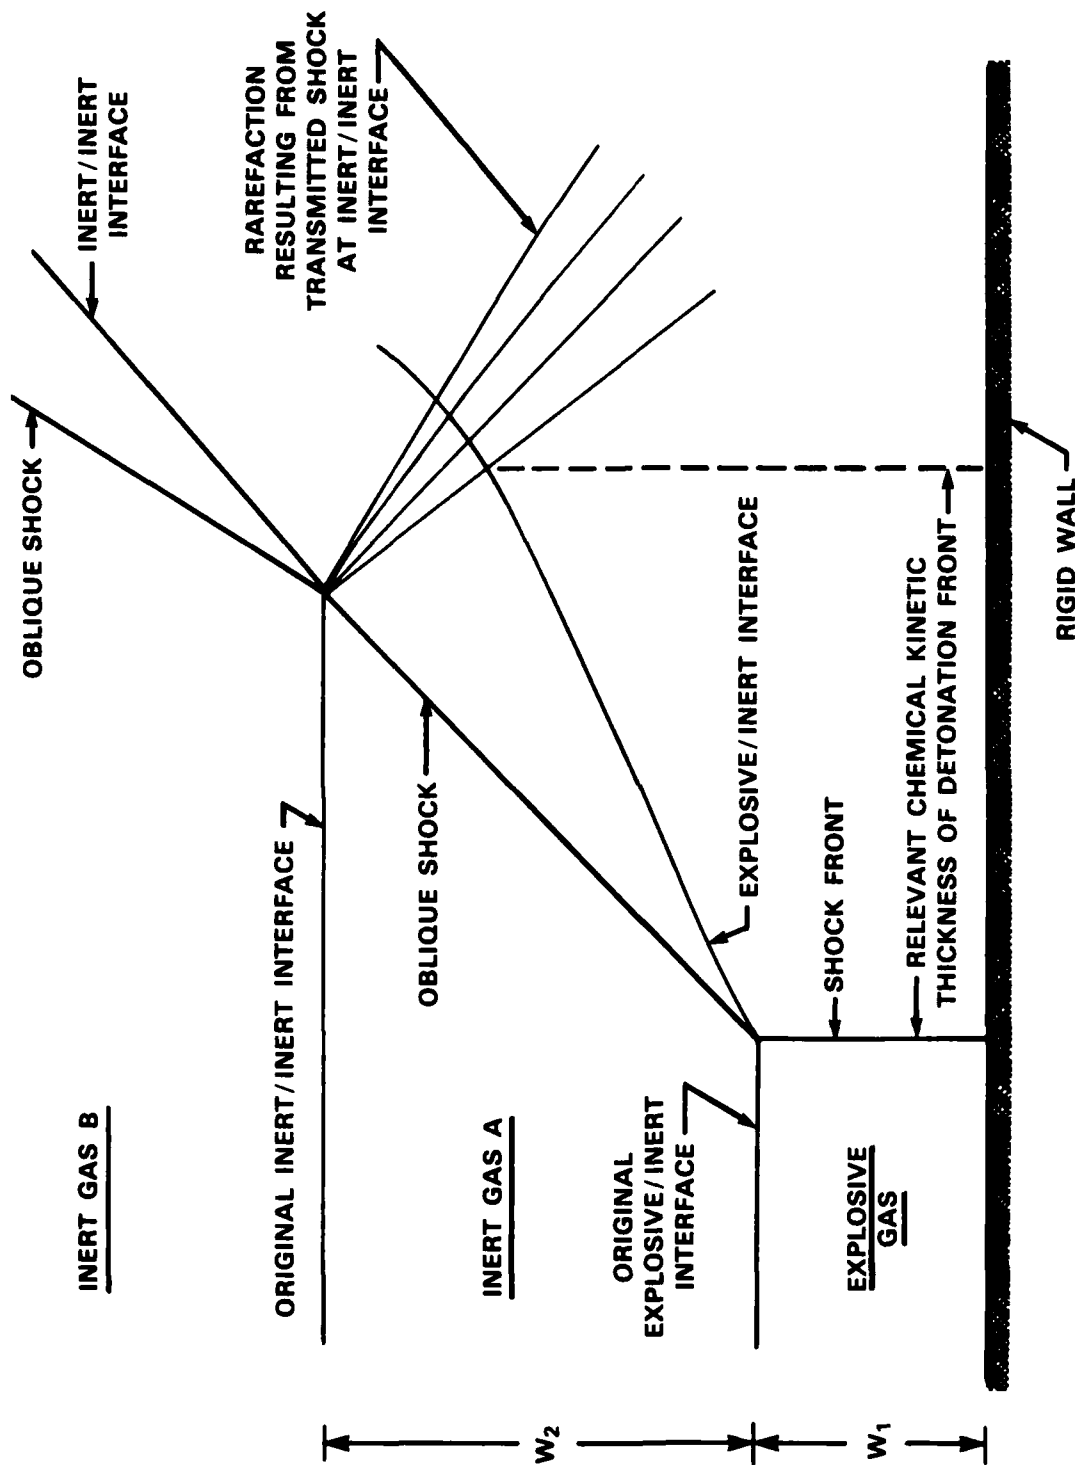 INERT GAS B
OBLIQUE SHOCK
INERT/INERT
INTERFACE
ORIGINAL INERT/INERT INTERFACE
RAREFACTION
RESULTING FROM
TRANSMITTED SHOCK
AT INERT/INERT
INTERFACE
INERT GAS A
OBLIQUE SHOCK
W2
ORIGINAL
EXPLOSIVE/INERT
INTERFACE
EXPLOSIVE/INERT INTERFACE
EXPLOSIVE
GAS
SHOCK FRONT
RELEVANT CHEMICAL KINETIC
THICKNESS OF DETONATION FRONT
W1
RIGID WALL